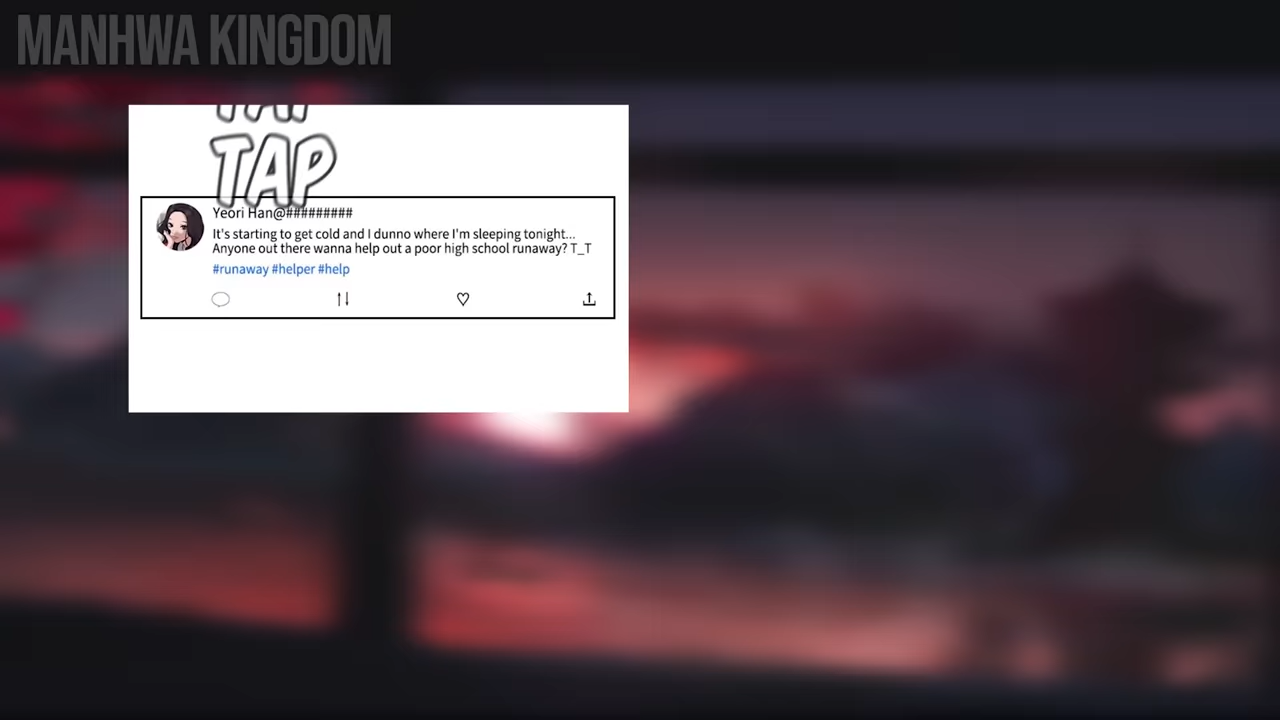 MANHWA KINGDOM
TAP
TAP
Yeori Han@#########
It's starting to get cold and I dunno where I'm sleeping tonight...
Anyone out there wanna help out a poor high school runaway? T_T
#runaway #helper #help